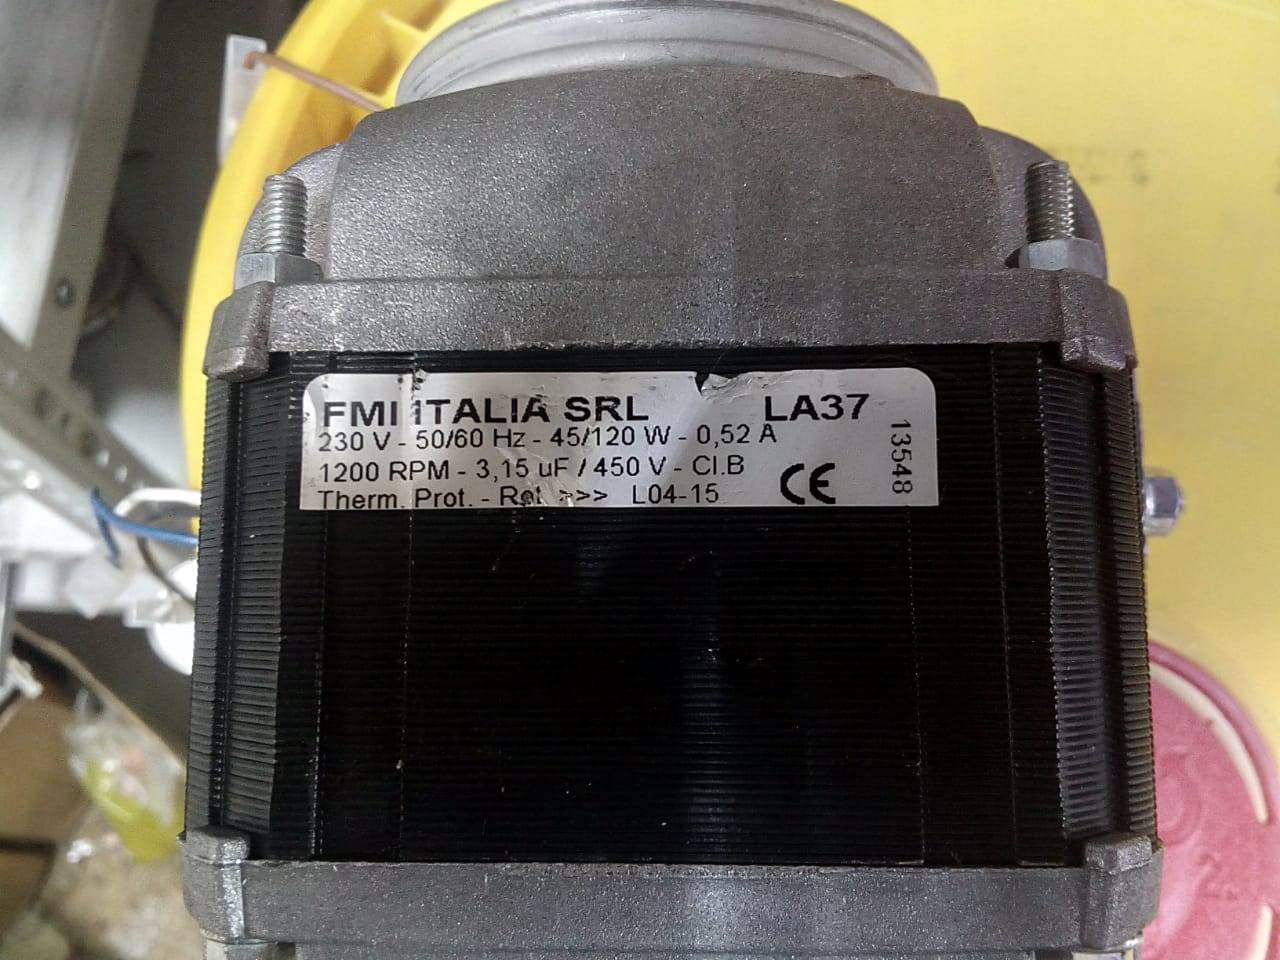 FMI ITALIA SRL LA37
230 V - 50/60 Hz - 45/120 W - 0,52 A
1200 RPM - 3,15 uF / 450 V - Cl.B
Therm. Prot. - Rot. >>> L04-15
CE
13548